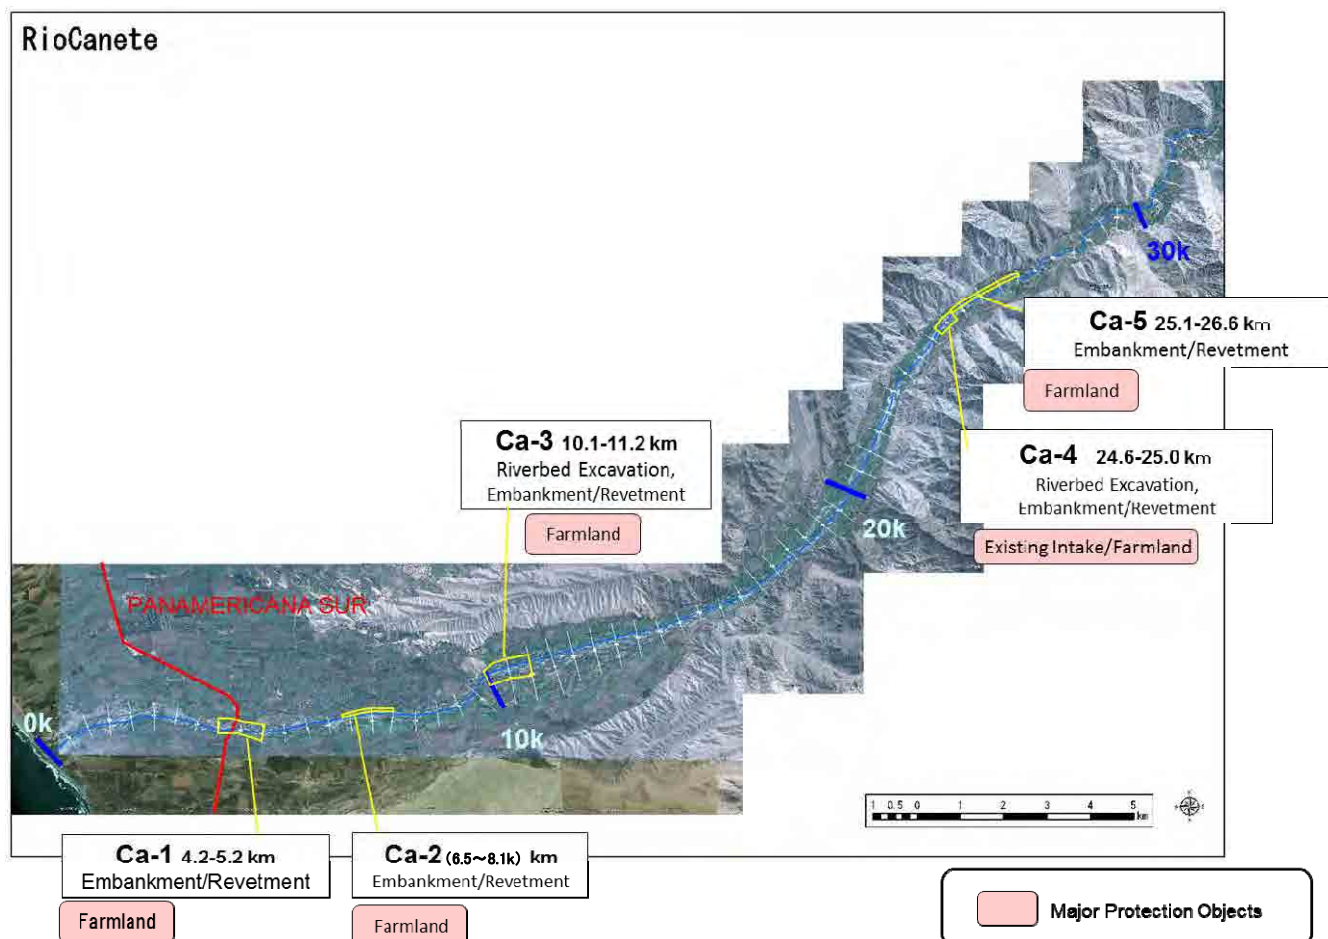 RioCanete
30k
Ca-5 25.1-26.6 km
Embankment/Revetment
Farmland
Ca-3 10.1-11.2 km
Riverbed Excavation,
Embankment/Revetment
Farmland
Ca-4 24.6-25.0 km
Riverbed Excavation,
Embankment/Revetment
Existing Intake/Farmland
20k
PANAMERICANA SUR
0k
10k
1 0.5 0 1 2 3 4 5
km
Ca-1 4.2-5.2 km
Embankment/Revetment
Farmland
Ca-2 (6.5～8.1k) km
Embankment/Revetment
Farmland
Major Protection Objects